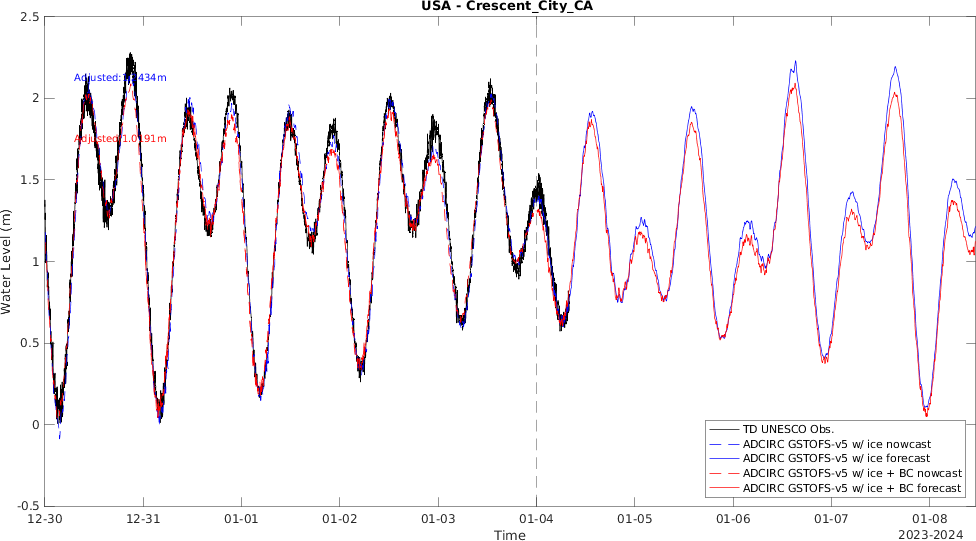 USA - Crescent_City_CA
2.5
2
1.5
1
0.5
0
-0.5
Water Level (m)
12-30
12-31
01-01
01-02
01-03
01-04
01-05
01-06
01-07
01-08
Time
2023-2024
TD UNESCO Obs.
ADCIRC GSTOFS-v5 w/ ice nowcast
ADCIRC GSTOFS-v5 w/ ice forecast
ADCIRC GSTOFS-v5 w/ ice + BC nowcast
ADCIRC GSTOFS-v5 w/ ice + BC forecast